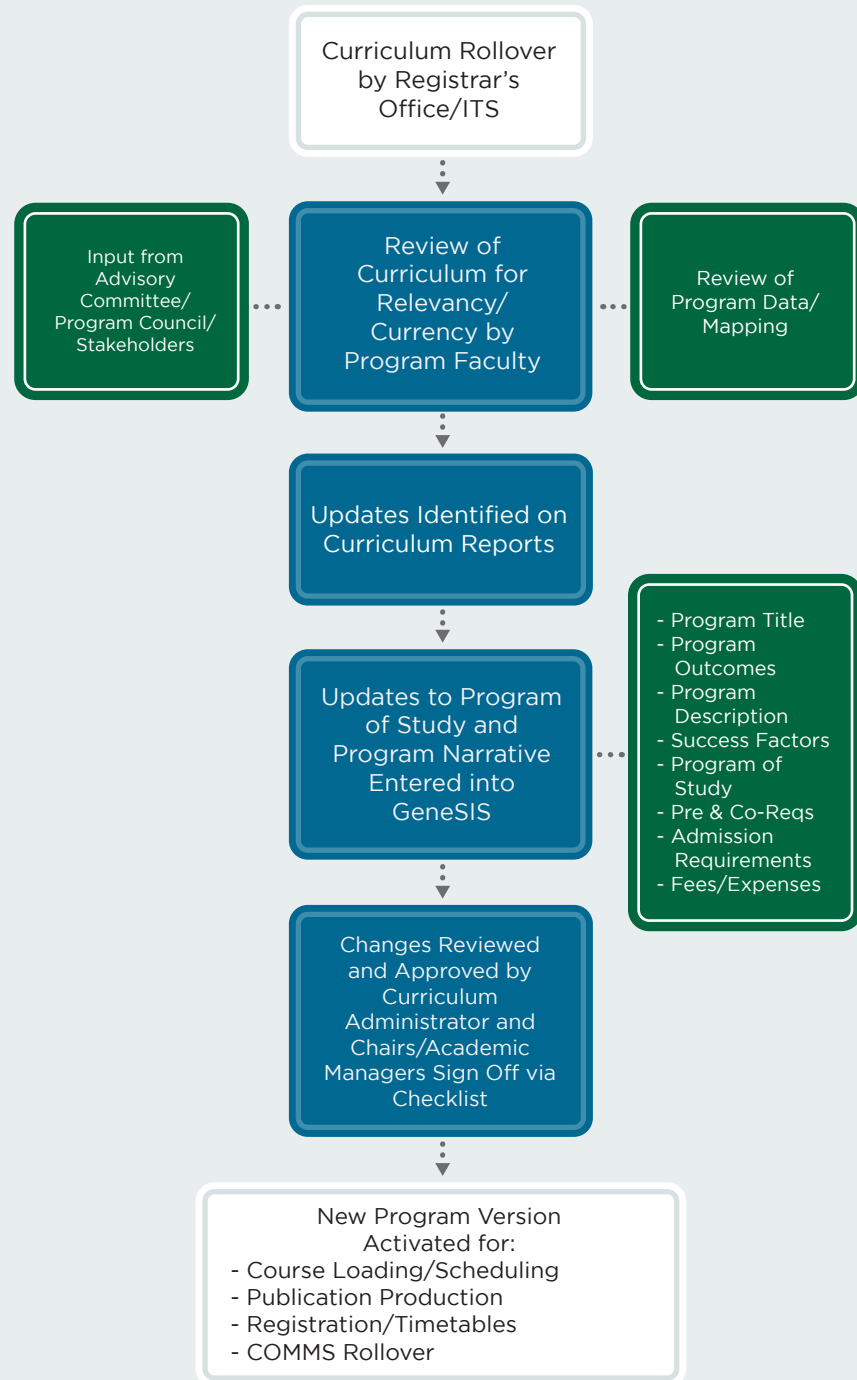 Curriculum Rollover
by Registrar's
Office/ITS
Input from
Advisory
Committee/
Program Council/
Stakeholders
Review of
Curriculum for
Relevancy/
Currency by
Program Faculty
Review of
Program Data/
Mapping
Updates Identified on
Curriculum Reports
Updates to Program
of Study and
Program Narrative
Entered into
GeneSIS
- Program Title
- Program
Outcomes
- Program
Description
- Success Factors
- Program of
Study
- Pre & Co-Reqs
- Admission
Requirements
- Fees/Expenses
Changes Reviewed
and Approved by
Curriculum
Administrator and
Chairs/Academic
Managers Sign Off via
Checklist
New Program Version
Activated for:
- Course Loading/Scheduling
- Publication Production
- Registration/Timetables
- COMMS Rollover